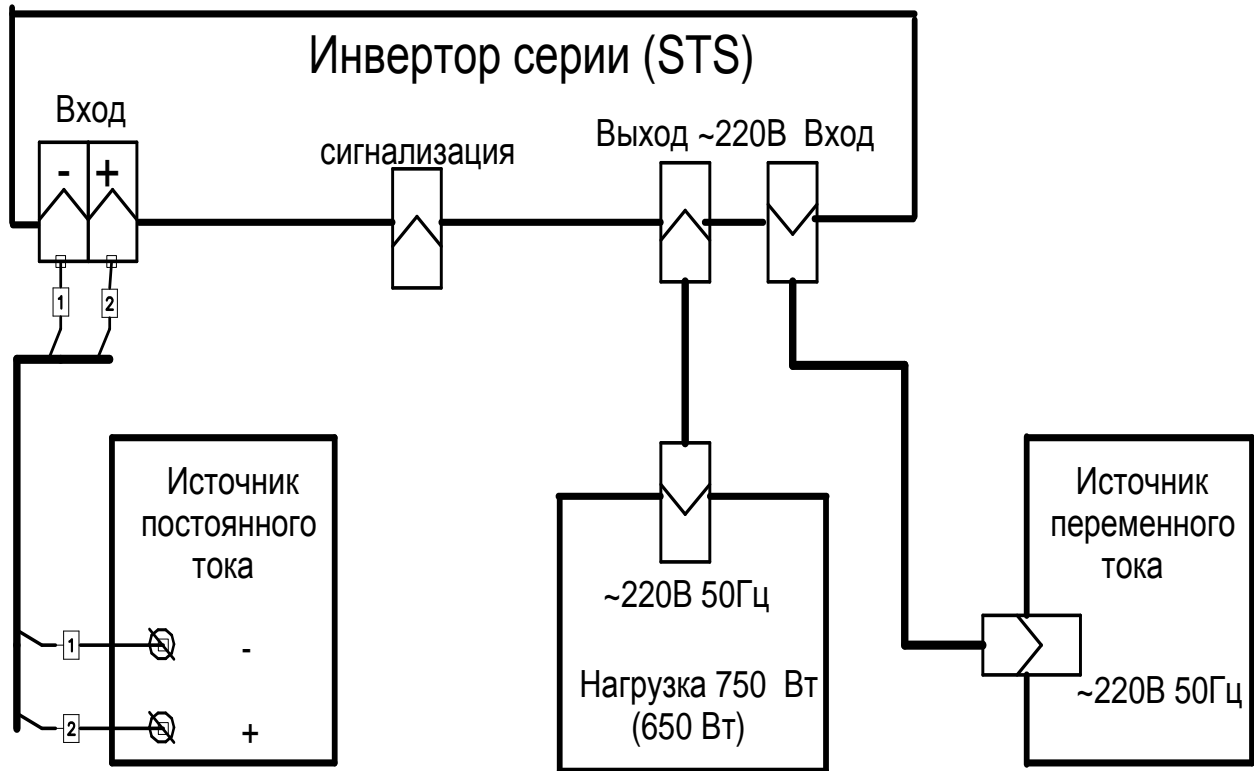 Инвертор серии (STS)
Вход
сигнализация
Выход ~220В Вход
- +
1 2
Источник
постоянного
тока
1 -
2 +
~220В 50Гц
Нагрузка 750 Вт
(650 Вт)
Источник
переменного
тока
~220В 50Гц